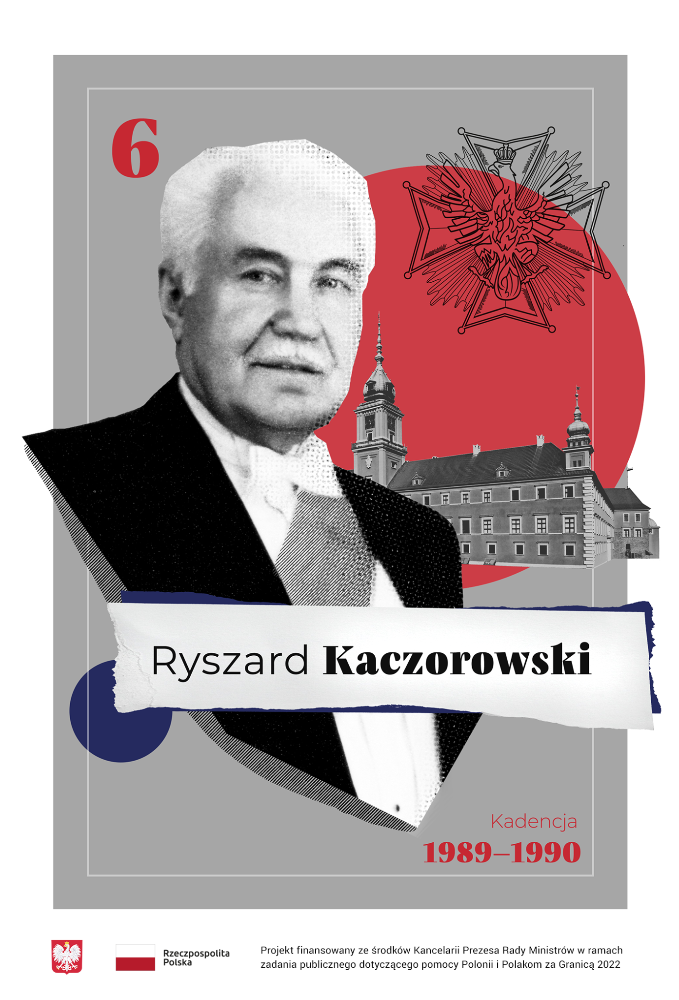 6
Ryszard Kaczorowski
Kadencja
1989–1990
Rzeczpospolita
Polska
Projekt finansowany ze środków Kancelarii Prezesa Rady Ministrów w ramach
zadania publicznego dotyczącego pomocy Polonii i Polakom za Granicą 2022